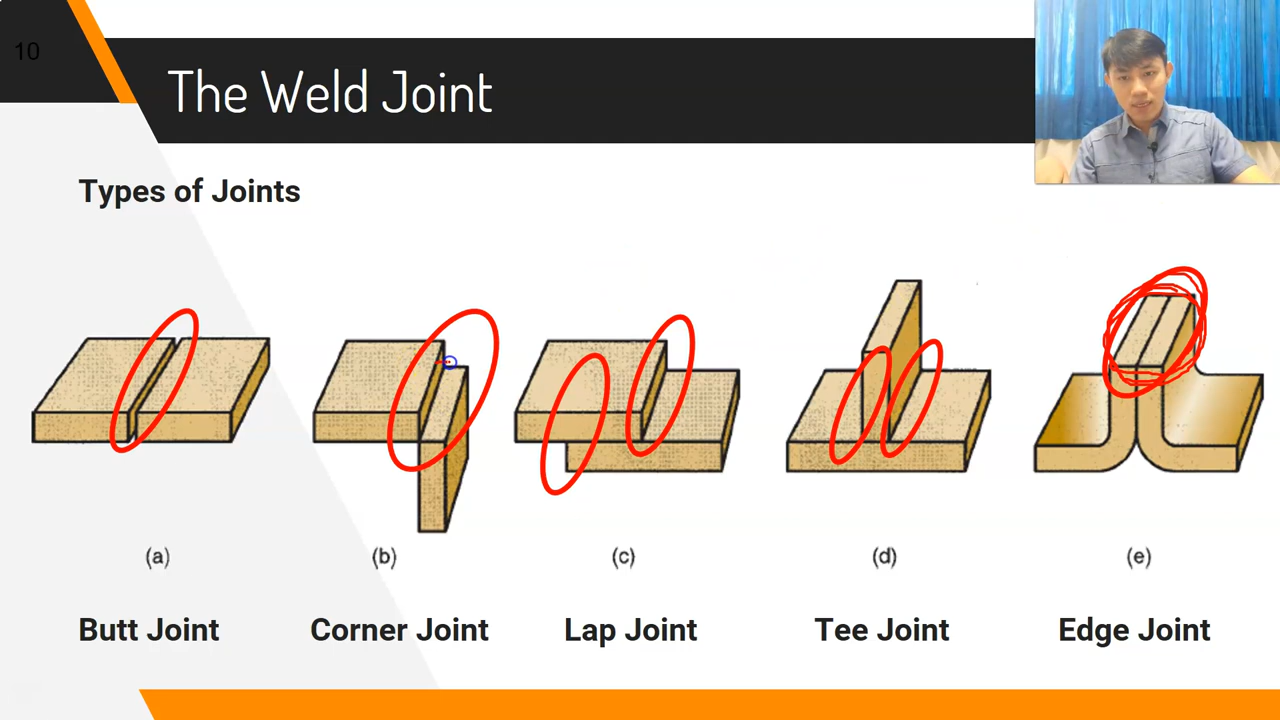 10
The Weld Joint
Types of Joints
(a)
(b)
(c)
(d)
(e)
Butt Joint
Corner Joint
Lap Joint
Tee Joint
Edge Joint